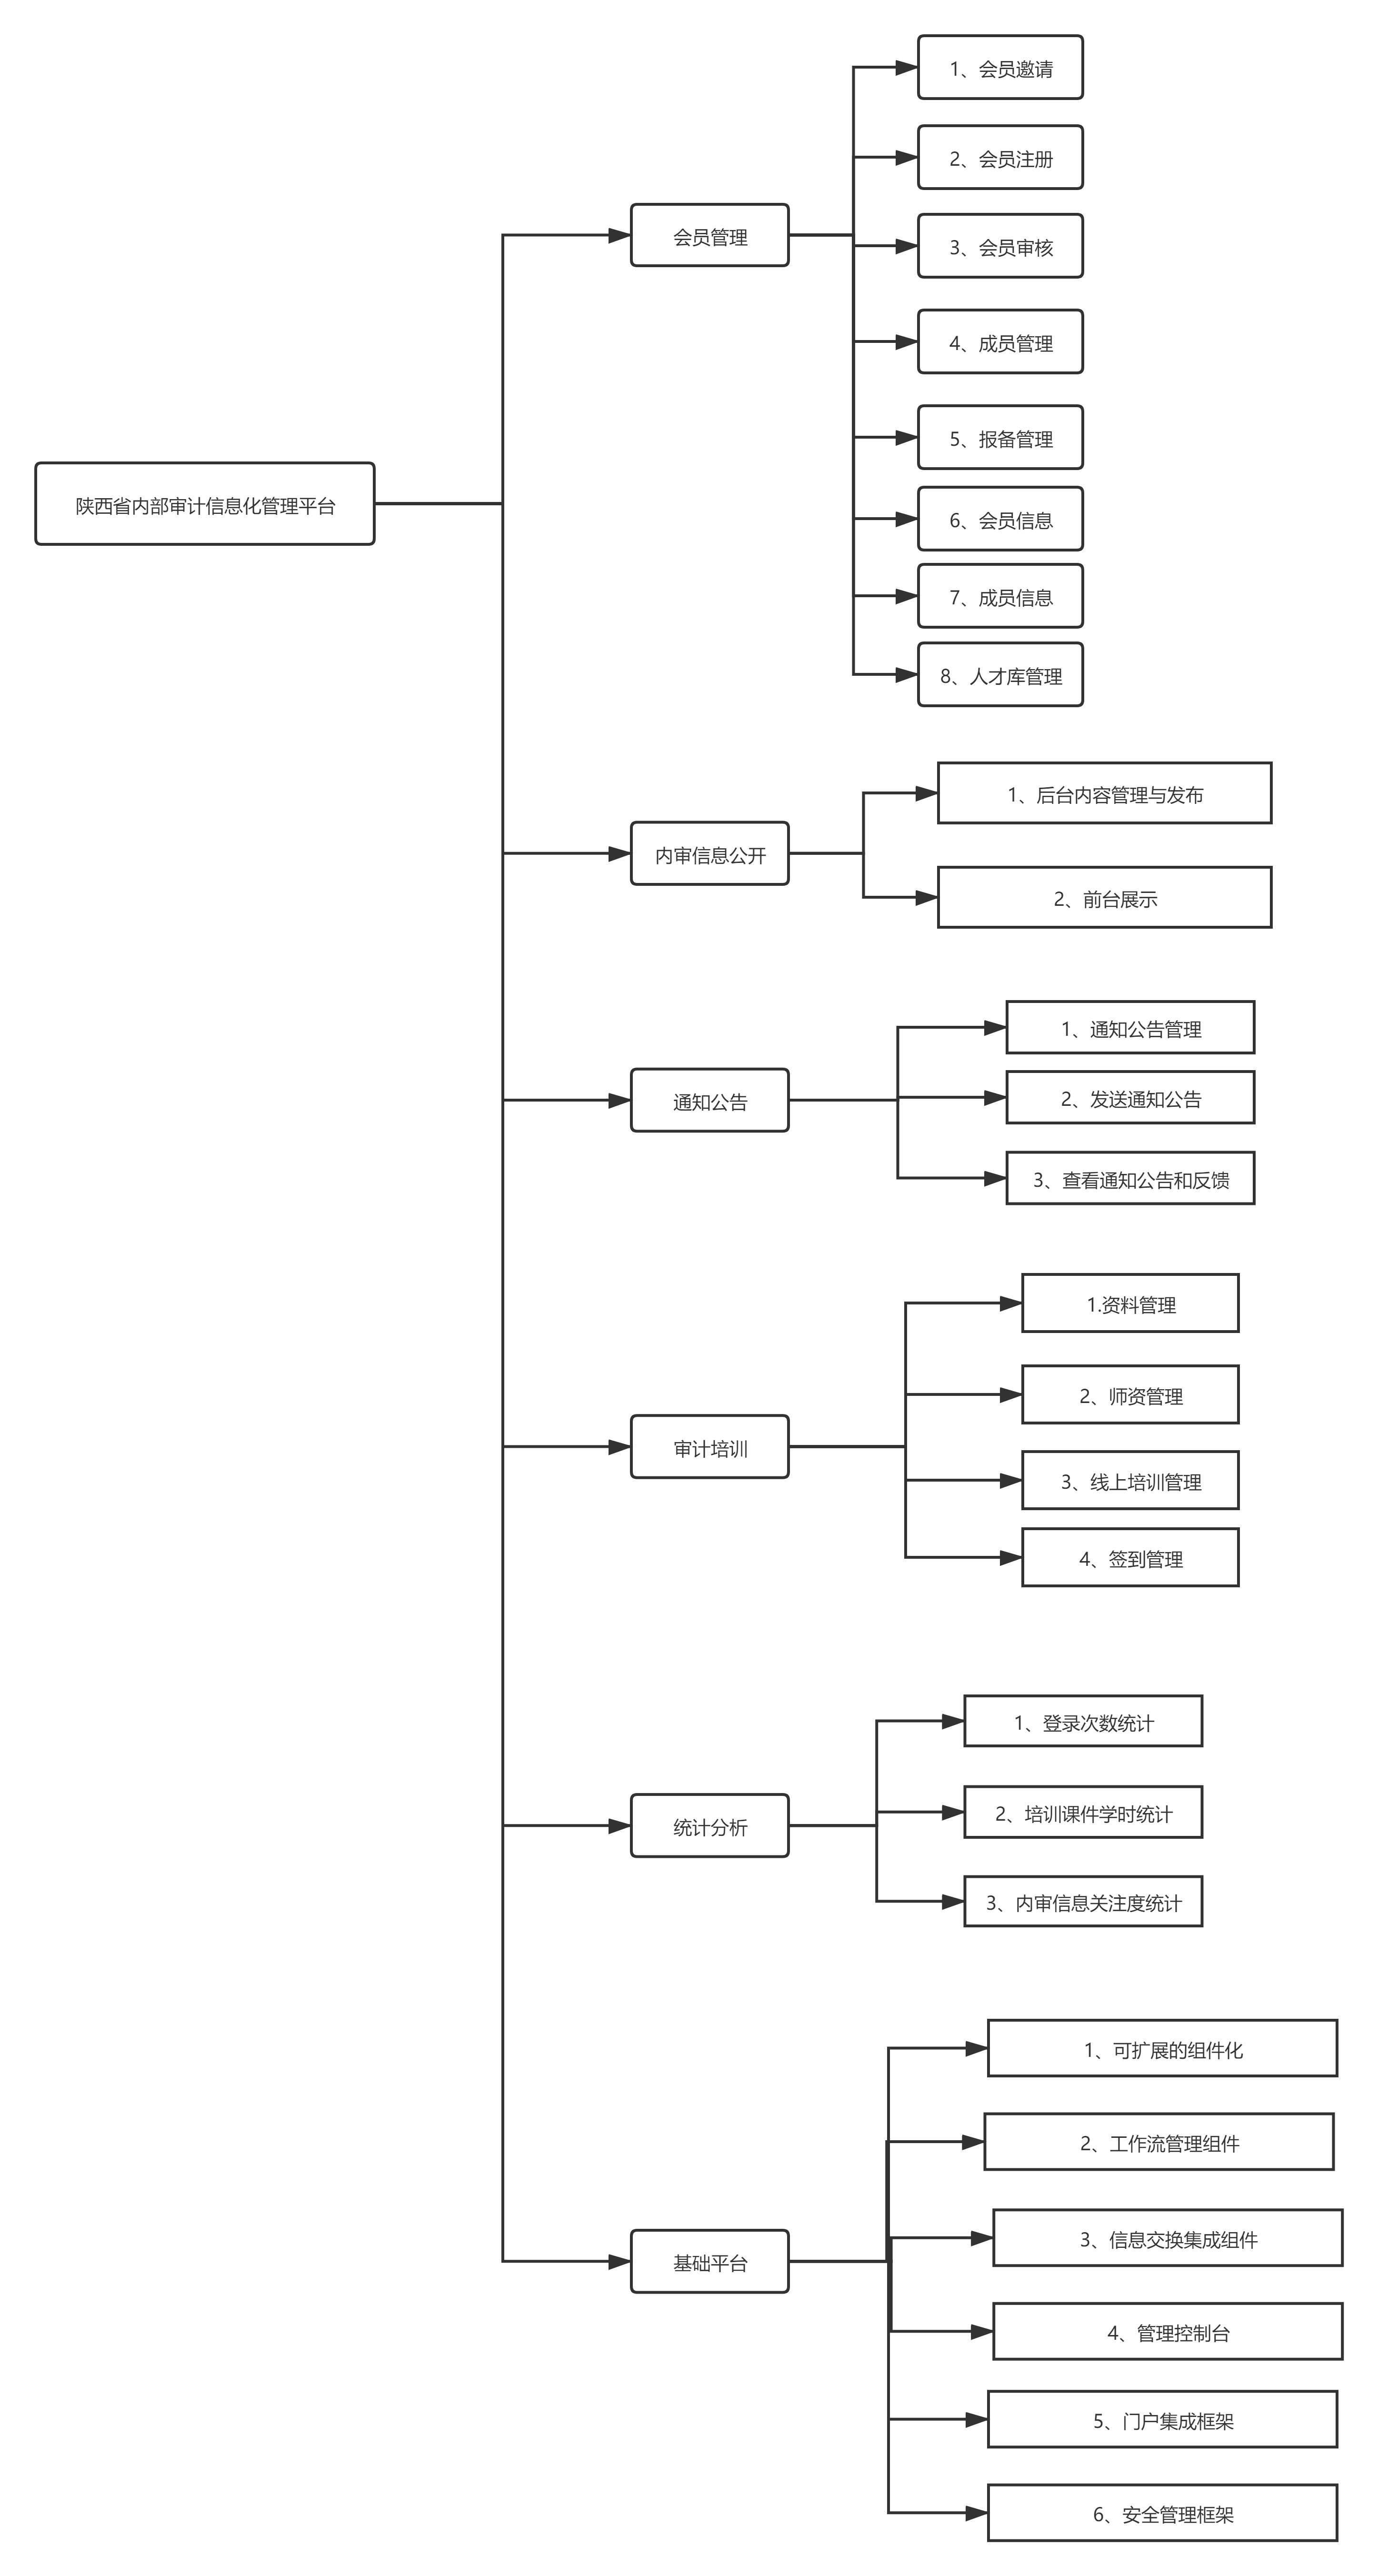 陕西省内部审计信息化管理平台
会员管理
1、会员邀请
2、会员注册
3、会员审核
4、成员管理
5、报备管理
6、会员信息
7、成员信息
8、人才库管理
内审信息公开
1、后台内容管理与发布
2、前台展示
通知公告
1、通知公告管理
2、发送通知公告
3、查看通知公告和反馈
审计培训
1.资料管理
2、师资管理
3、线上培训管理
4、签到管理
统计分析
1、登录次数统计
2、培训课件学时统计
3、内审信息关注度统计
基础平台
1、可扩展的组件化
2、工作流管理组件
3、信息交换集成组件
4、管理控制台
5、门户集成框架
6、安全管理框架